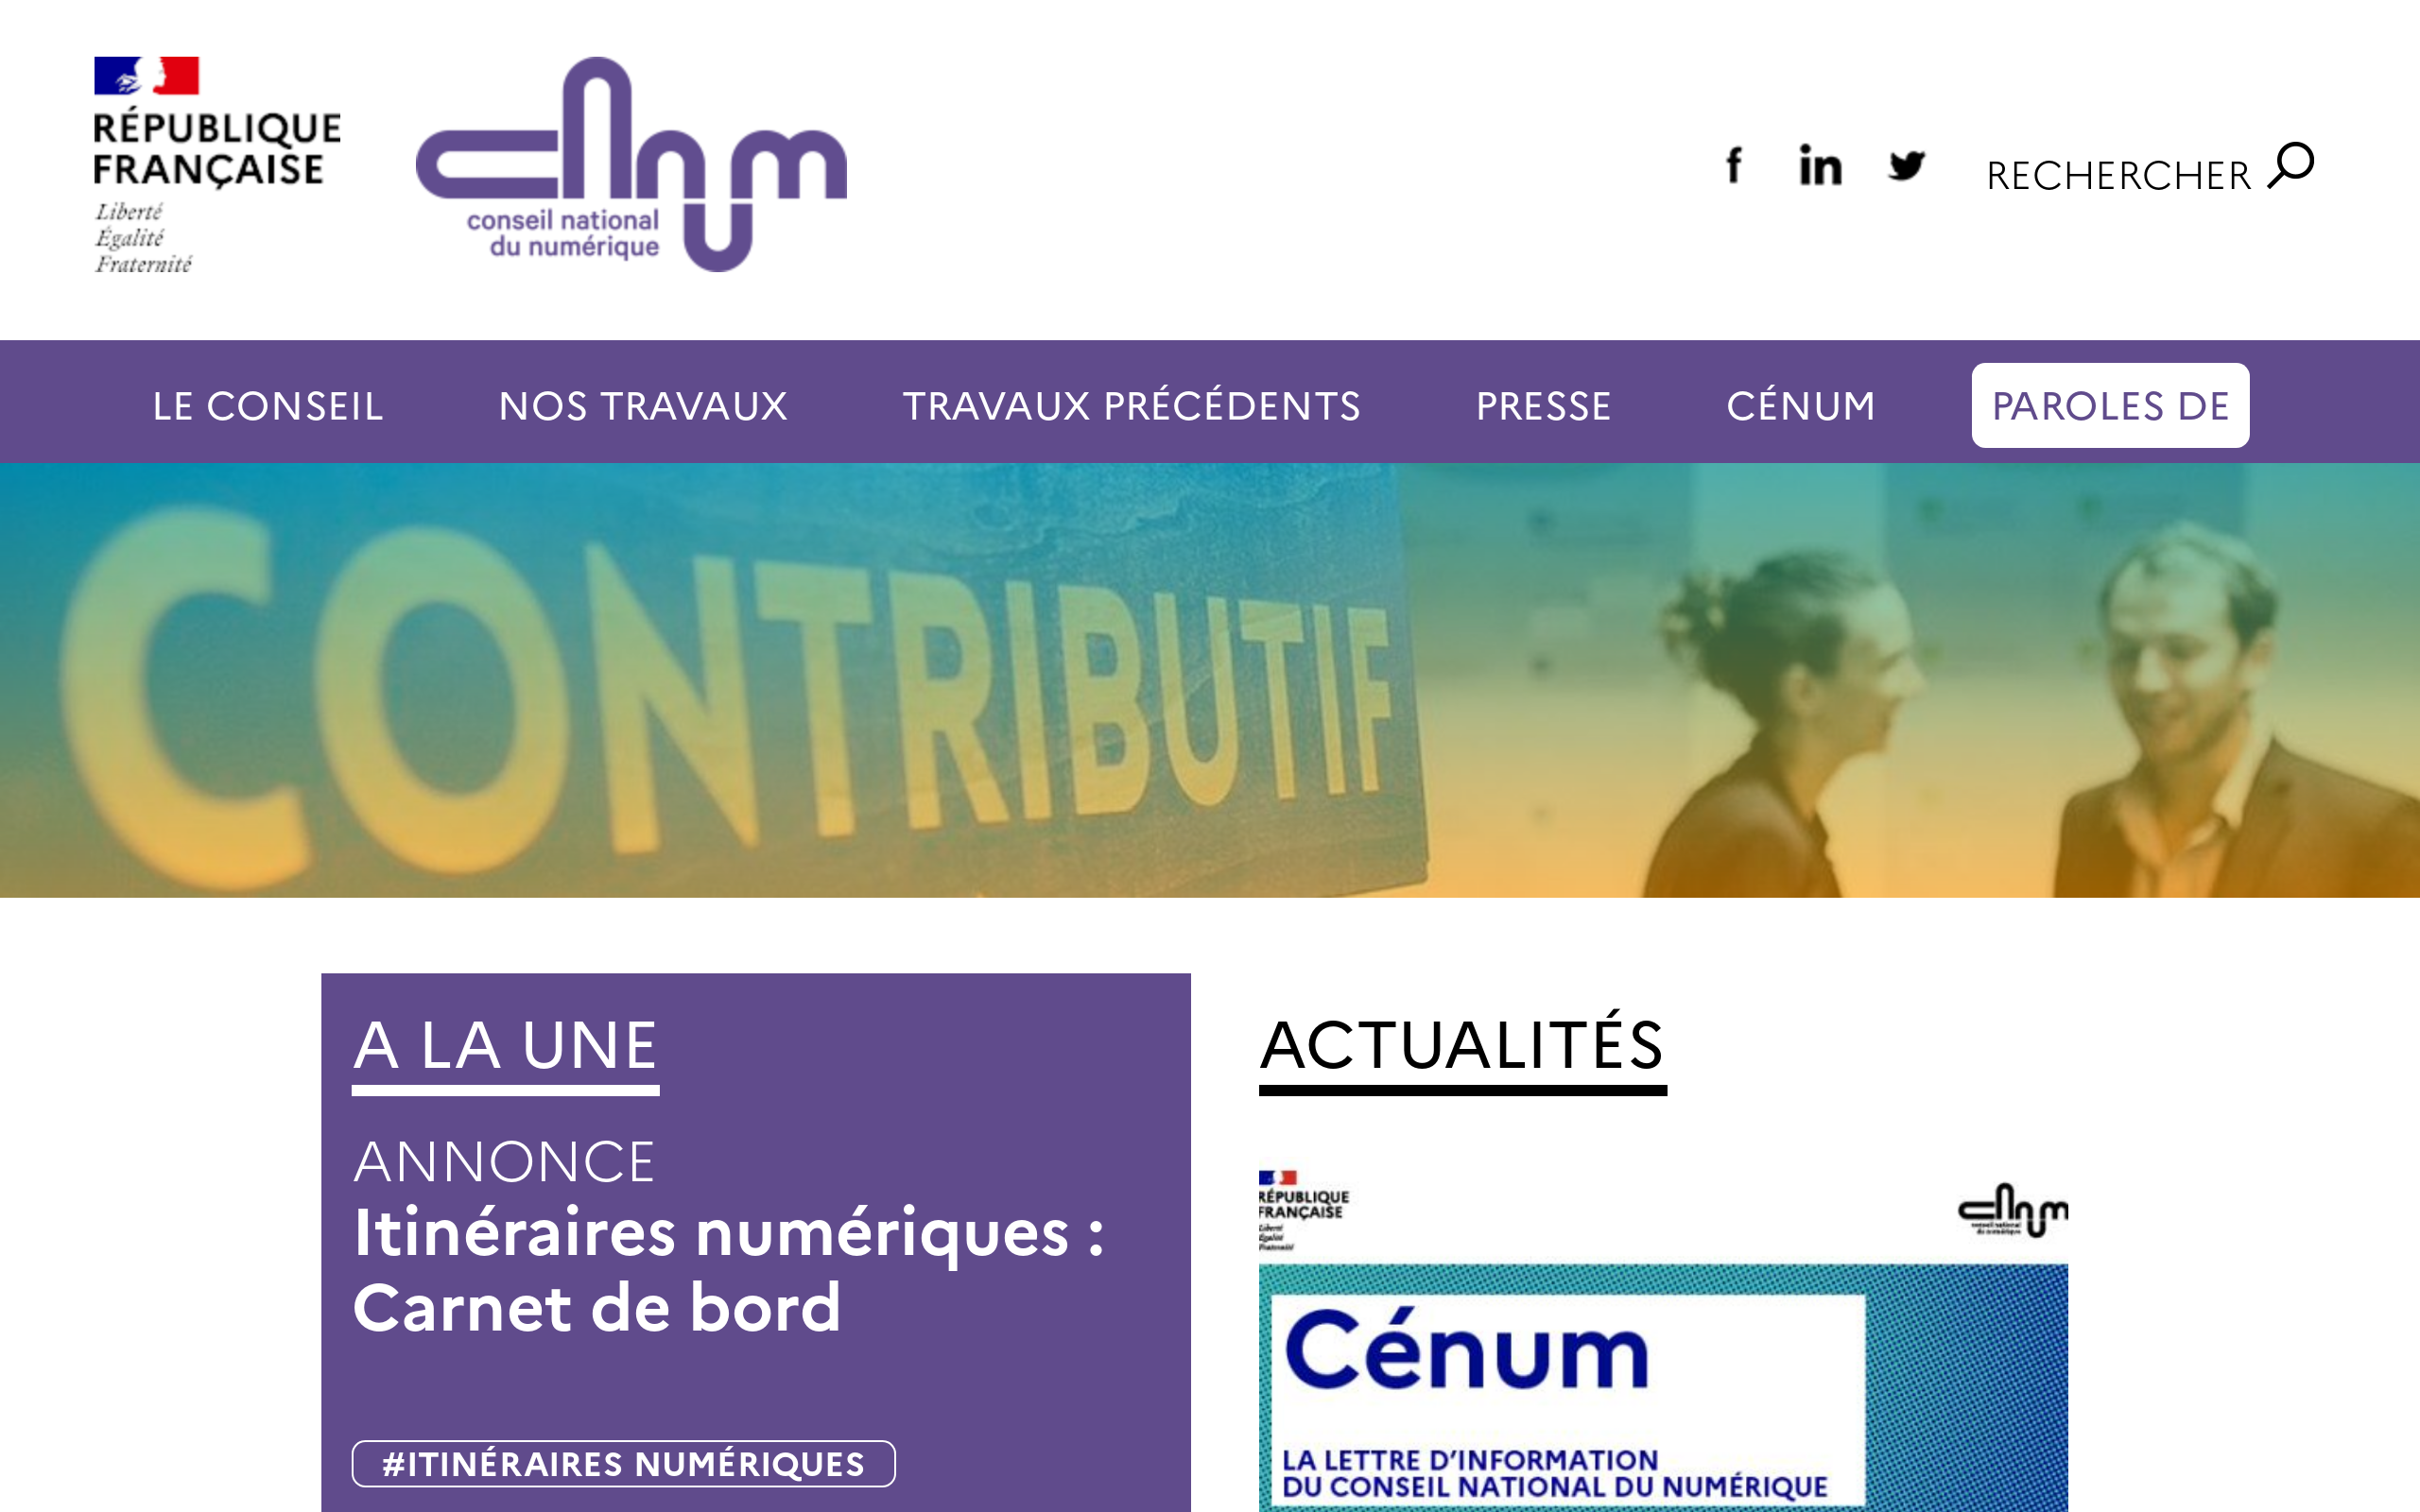 RÉPUBLIQUE
FRANÇAISE
Liberté
Égalité
Fraternité
cnnum
conseil national
du numérique
f in
RECHERCHER
LE CONSEIL NOS TRAVAUX TRAVAUX PRÉCÉDENTS PRESSE CÉNUM PAROLES DE
CONTRIBUTIF
A LA UNE
ANNONCE
Itinéraires numériques :
Carnet de bord
#ITINÉRAIRES NUMÉRIQUES
ACTUALITÉS
RÉPUBLIQUE
FRANÇAISE
Liberté
Égalité
Fraternité
cnnum
conseil national
du numérique
Cénum
LA LETTRE D'INFORMATION
DU CONSEIL NATIONAL DU NUMÉRIQUE